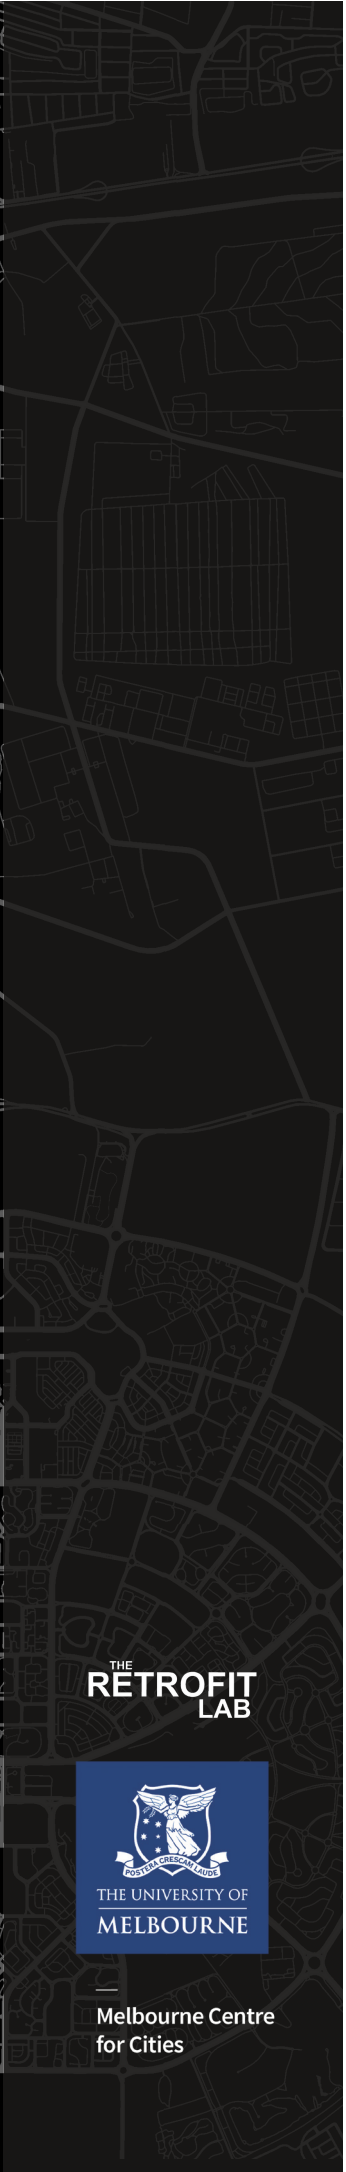 THE
RETROFIT
LAB
POSTERA CRESCAM LAUDE
THE UNIVERSITY OF
MELBOURNE
Melbourne Centre
for Cities